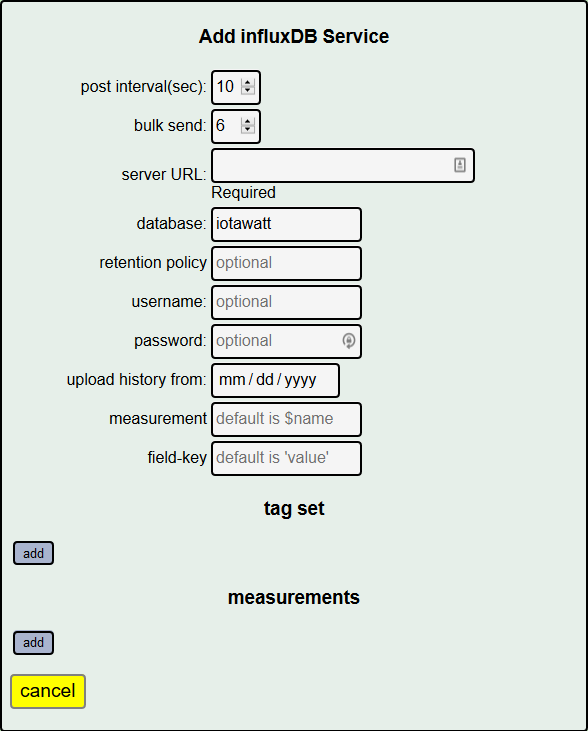 Add influxDB Service
post interval(sec): 10
bulk send: 6
server URL:
Required
database: iotawatt
retention policy optional
username: optional
password: optional
upload history from: mm / dd / yyyy
measurement default is $name
field-key default is 'value'
tag set
add
measurements
add
cancel